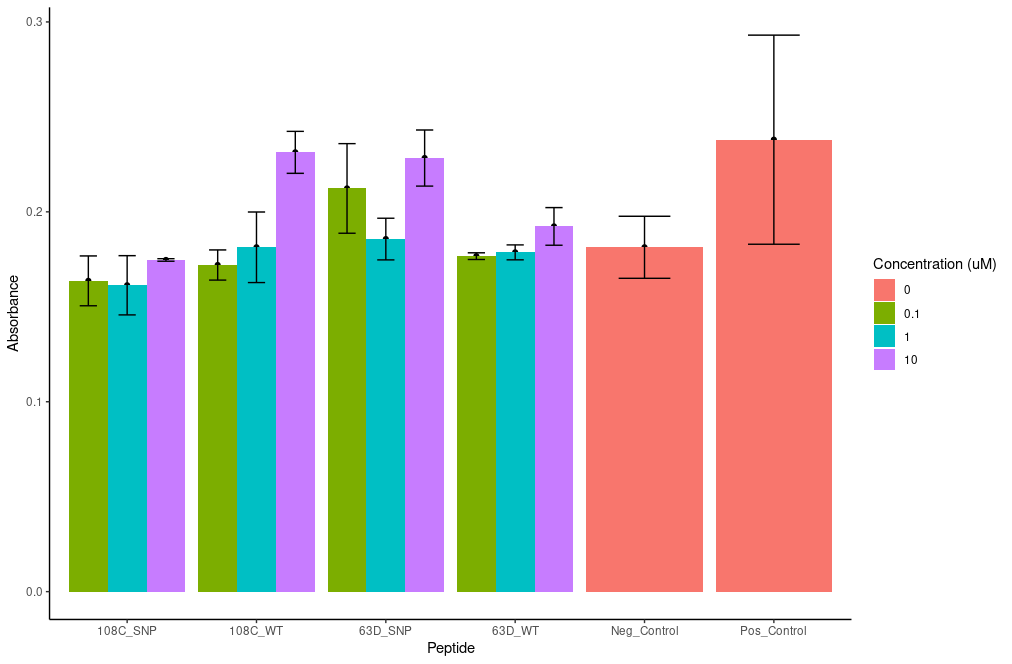 0.3
0.2
0.1
0.0
Absorbance
108C_SNP
108C_WT
63D_SNP
63D_WT
Neg_Control
Pos_Control
Peptide
Concentration (uM)
0
0.1
1
10